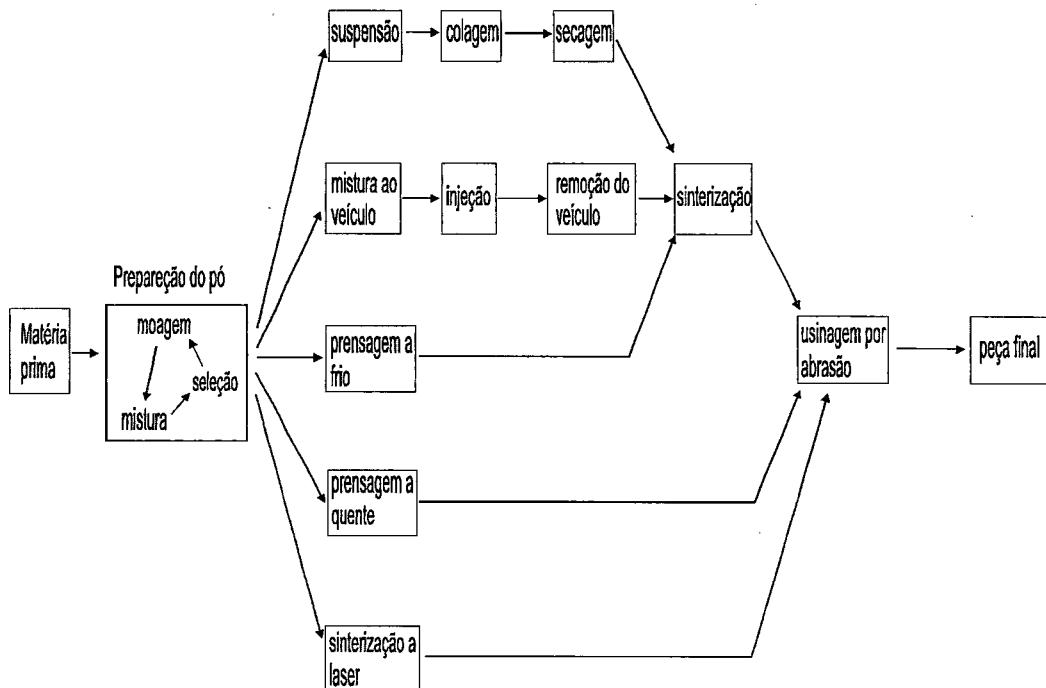 suspensão
colagem
secagem
mistura ao
veículo
injeção
remoção do
veículo
sinterização
Prepareção do pó
Matéria
prima
moagem
seleção
mistura
prensagem a
frio
usinagem por
abrasão
peça final
prensagem a
quente
sinterização a
laser